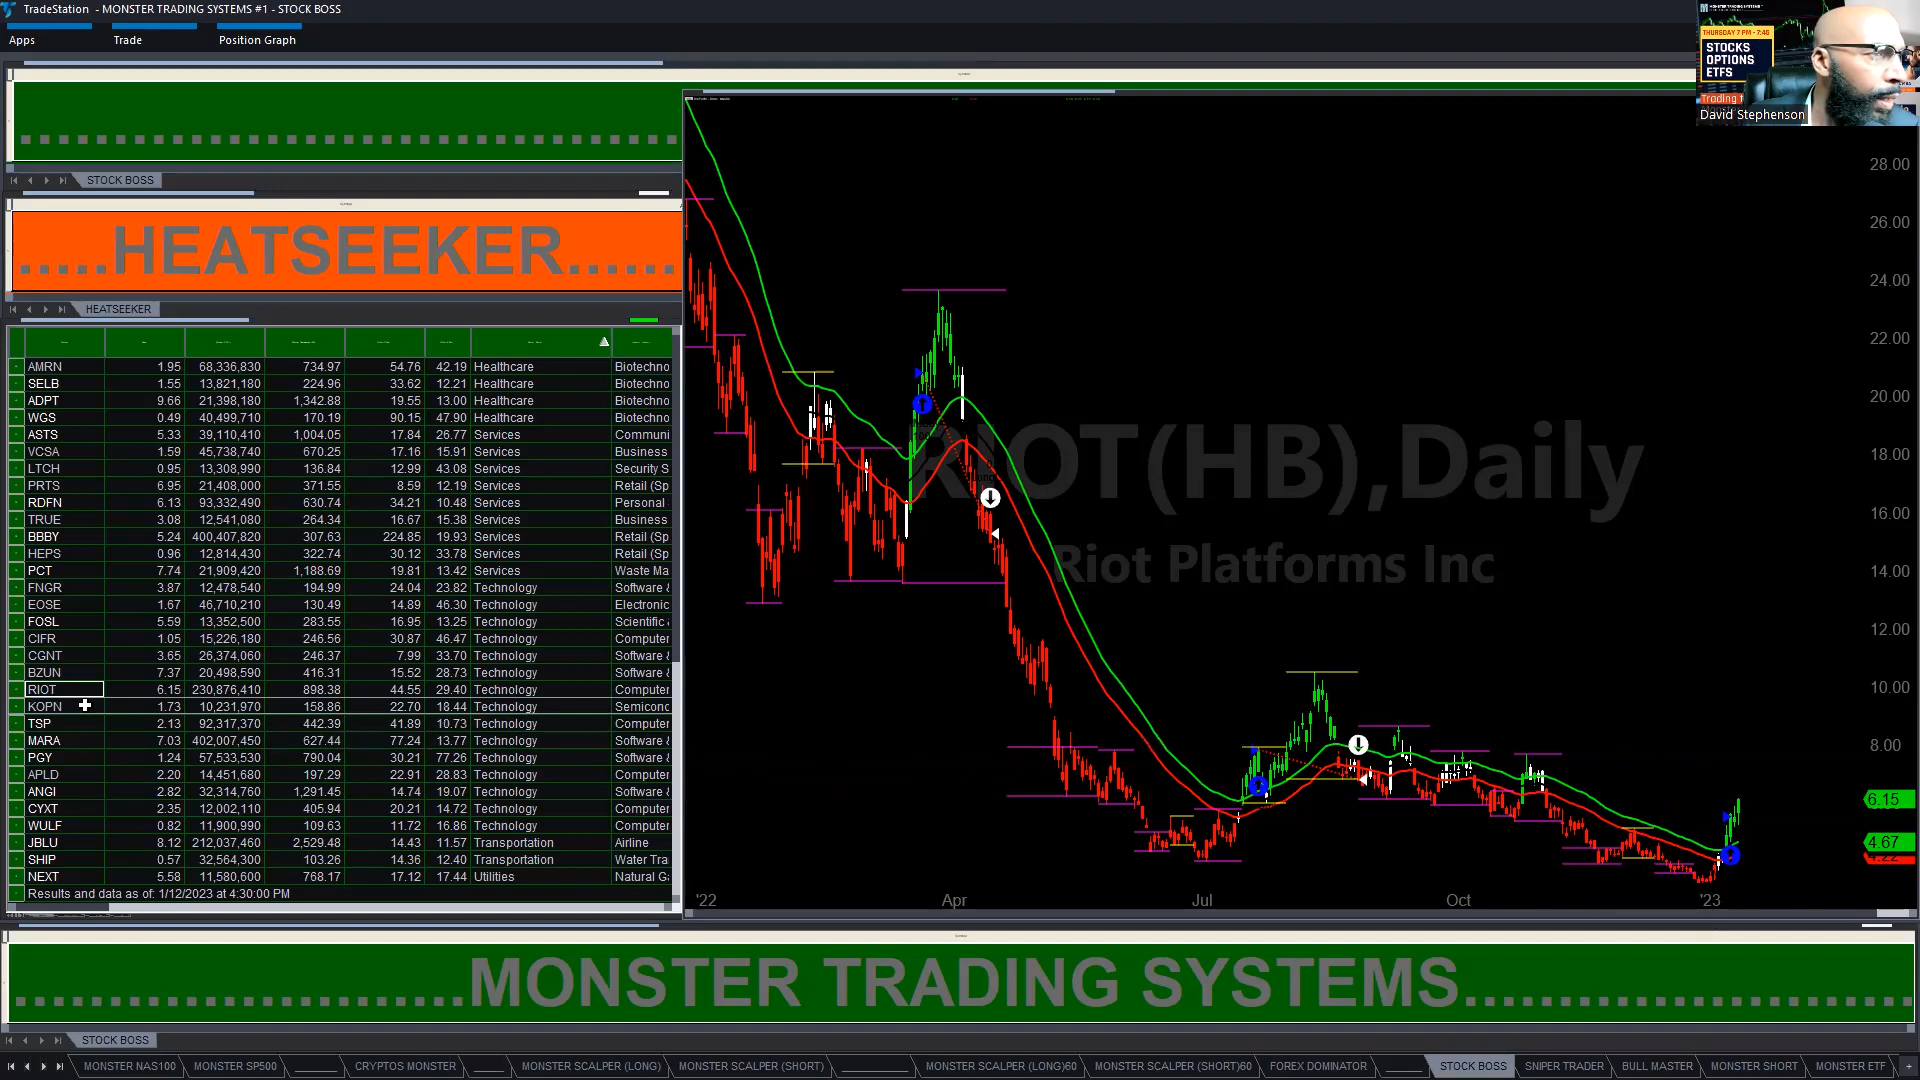 TradeStation - MONSTER TRADING SYSTEMS #1 - STOCK BOSS
Apps Trade Position Graph
THURSDAY 7 PM - 7:45
STOCKS
OPTIONS
ETFS
Trading
David Stephenson
STOCK BOSS
.....HEATSEEKER......
HEATSEEKER
AMRN 1.95 68,336,830 734.97 54.76 42.19 Healthcare Biotechno
SELB 1.55 13,821,180 224.96 33.62 12.21 Healthcare Biotechno
ADPT 9.66 21,398,180 1,342.88 19.55 13.00 Healthcare Biotechno
WGS 0.49 40,499,710 170.19 90.15 47.90 Healthcare Biotechno
ASTS 5.33 39,110,410 1,004.05 17.84 26.77 Services Communi
VCSA 1.59 45,738,740 670.25 17.16 15.91 Services Business
LTCH 0.95 13,308,990 136.84 12.99 43.08 Services Security S
PRTS 6.95 21,408,000 371.55 8.59 12.19 Services Retail (Sp
RDFN 6.13 93,332,490 630.74 34.21 10.48 Services Personal
TRUE 3.08 12,541,080 264.34 16.67 15.38 Services Business
BBBY 5.24 400,407,820 307.63 224.85 19.93 Services Retail (Sp
HEPS 0.96 12,814,430 322.74 30.12 33.78 Services Retail (Sp
PCT 7.74 21,909,420 1,188.69 19.81 13.42 Services Waste Ma
FNGR 3.87 12,478,540 194.99 24.04 23.82 Technology Software &
EOSE 1.67 46,710,210 130.49 14.89 46.30 Technology Electronic
FOSL 5.59 13,352,500 283.55 16.95 13.25 Technology Scientific
CIFR 1.05 15,226,180 246.56 30.87 46.47 Technology Computer
CGNT 3.65 26,374,060 246.37 7.99 33.70 Technology Software &
BZUN 7.37 20,498,590 416.31 15.52 28.73 Technology Software &
RIOT 6.15 230,876,410 898.38 44.55 29.40 Technology Computer
KOPN 1.73 10,231,970 158.86 22.70 18.44 Technology Semicond
TSP 2.13 92,317,370 442.39 41.89 10.73 Technology Computer
MARA 7.03 402,007,450 627.44 77.24 13.77 Technology Software &
PGY 1.24 57,533,530 790.04 30.21 77.26 Technology Software &
APLD 2.20 14,451,680 197.29 22.91 28.83 Technology Computer
ANGI 2.82 32,314,760 1,291.45 14.74 19.07 Technology Computer
CYXT 2.35 12,002,110 405.94 20.21 14.72 Technology Computer
WULF 0.82 11,900,990 109.63 11.72 16.86 Technology Computer
JBLU 8.12 212,037,460 2,529.48 14.43 11.57 Transportation Airline
SHIP 0.57 32,564,300 103.26 14.36 12.40 Transportation Water Tra
NEXT 5.58 11,580,600 768.17 17.12 17.44 Utilities Natural Ga
Results and data as of: 1/12/2023 at 4:30:00 PM
RIOT(HB),Daily
Riot Platforms Inc
28.00
26.00
24.00
22.00
20.00
18.00
16.00
14.00
12.00
10.00
8.00
6.15
4.67
4.22
'22 Apr Jul Oct '23
MONSTER TRADING SYSTEMS
STOCK BOSS
MONSTER NAS100 MONSTER SP500 CRYPTOS MONSTER MONSTER SCALPER (LONG) MONSTER SCALPER (SHORT) MONSTER SCALPER (LONG)60 MONSTER SCALPER (SHORT)60 FOREX DOMINATOR STOCK BOSS SNIPER TRADER BULL MASTER MONSTER SHORT MONSTER ETF